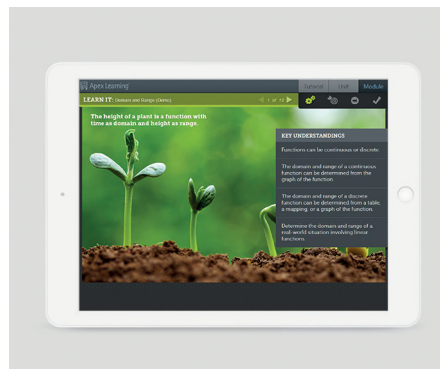 Apex Learning
Tutorial Unit Module
LEARN IT: Domain and Range (Demo)
1 of 12
The height of a plant is a function with
time as domain and height as range.
KEY UNDERSTANDINGS
Functions can be continuous or discrete.
The domain and range of a continuous
function can be determined from the
graph of the function.
The domain and range of a discrete
function can be determined from a table,
a mapping, or a graph of the function.
Determine the domain and range of a
real-world situation involving linear
functions.